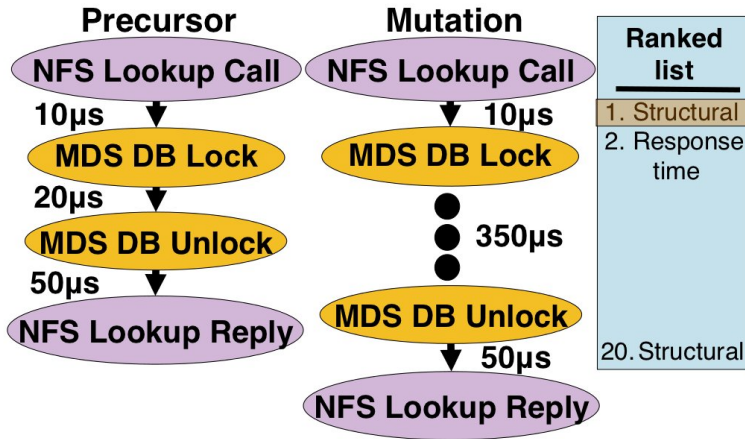 Precursor
NFS Lookup Call
10µs
MDS DB Lock
20µs
MDS DB Unlock
50µs
NFS Lookup Reply
Mutation
NFS Lookup Call
10µs
MDS DB Lock
350µs
MDS DB Unlock
50µs
NFS Lookup Reply
Ranked
list
1. Structural
2. Response
time
20. Structural